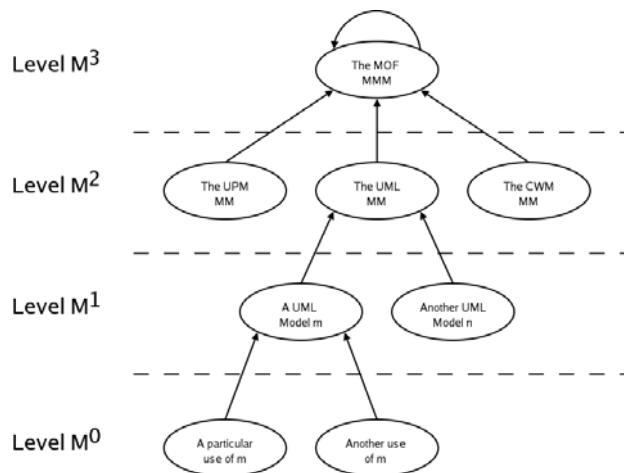 Level M³
The MOF
MMM
Level M²
The UPM
MM
The UML
MM
The CWM
MM
Level M¹
A UML
Model m
Another UML
Model n
Level M⁰
A particular
use of m
Another use
of m